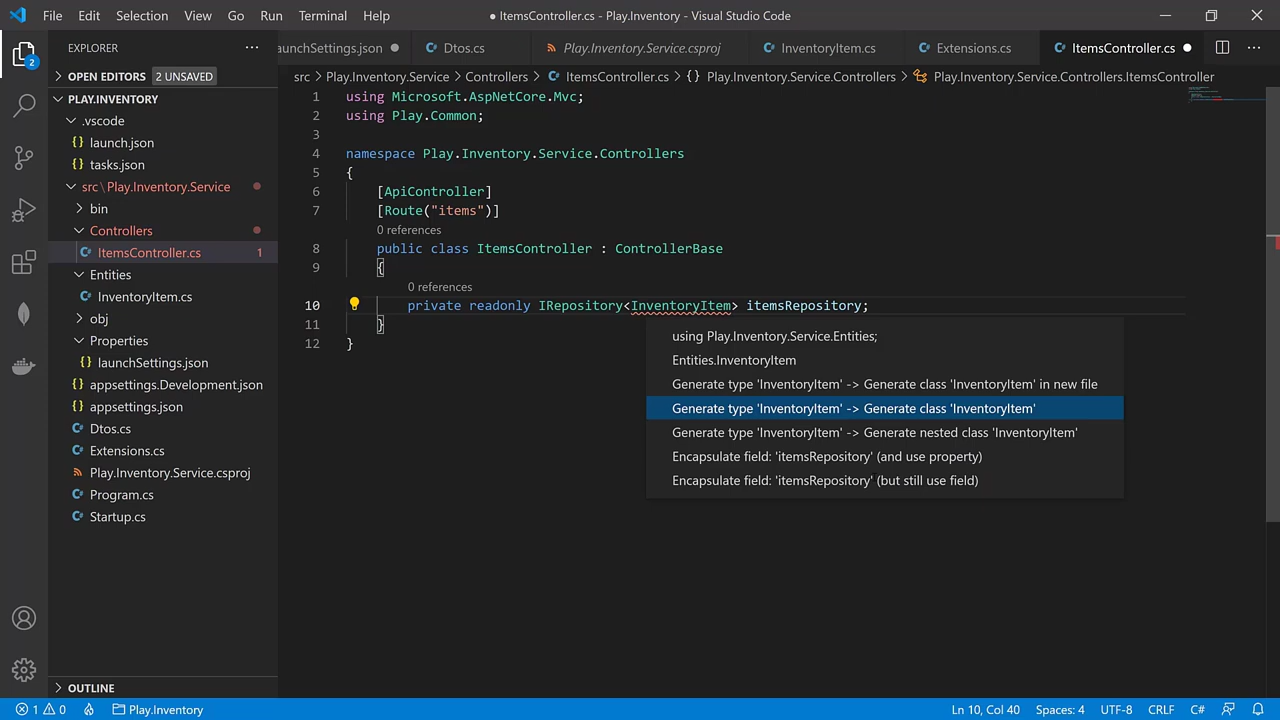 File Edit Selection View Go Run Terminal Help
● ItemsController.cs - Play.Inventory - Visual Studio Code
EXPLORER
launchSettings.json Dtos.cs Play.Inventory.Service.csproj InventoryItem.cs Extensions.cs ItemsController.cs
OPEN EDITORS 2 UNSAVED
src > Play.Inventory.Service > Controllers > ItemsController.cs > {} Play.Inventory.Service.Controllers > Play.Inventory.Service.Controllers.ItemsController
PLAY.INVENTORY
.vscode
launch.json
tasks.json
src\Play.Inventory.Service
bin
Controllers
ItemsController.cs 1
Entities
InventoryItem.cs
obj
Properties
launchSettings.json
appsettings.Development.json
appsettings.json
Dtos.cs
Extensions.cs
Play.Inventory.Service.csproj
Program.cs
Startup.cs
OUTLINE
2
1 using Microsoft.AspNetCore.Mvc;
2 using Play.Common;
3
4 namespace Play.Inventory.Service.Controllers
5 {
6 [ApiController]
7 [Route("items")]
0 references
8 public class ItemsController : ControllerBase
9 {
0 references
10 private readonly IRepository<InventoryItem> itemsRepository;
11 }
12 }
using Play.Inventory.Service.Entities;
Entities.InventoryItem
Generate type 'InventoryItem' -> Generate class 'InventoryItem' in new file
Generate type 'InventoryItem' -> Generate class 'InventoryItem'
Generate type 'InventoryItem' -> Generate nested class 'InventoryItem'
Encapsulate field: 'itemsRepository' (and use property)
Encapsulate field: 'itemsRepository' (but still use field)
1 0 Play.Inventory Ln 10, Col 40 Spaces: 4 UTF-8 CRLF C#